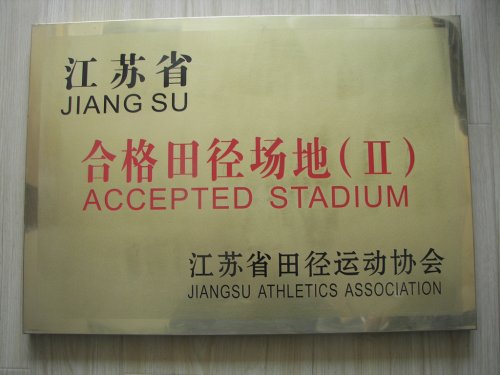 江苏省
JIANG SU
合格田径场地(Ⅱ)
ACCEPTED STADIUM
江苏省田径运动协会
JIANGSU ATHLETICS ASSOCIATION